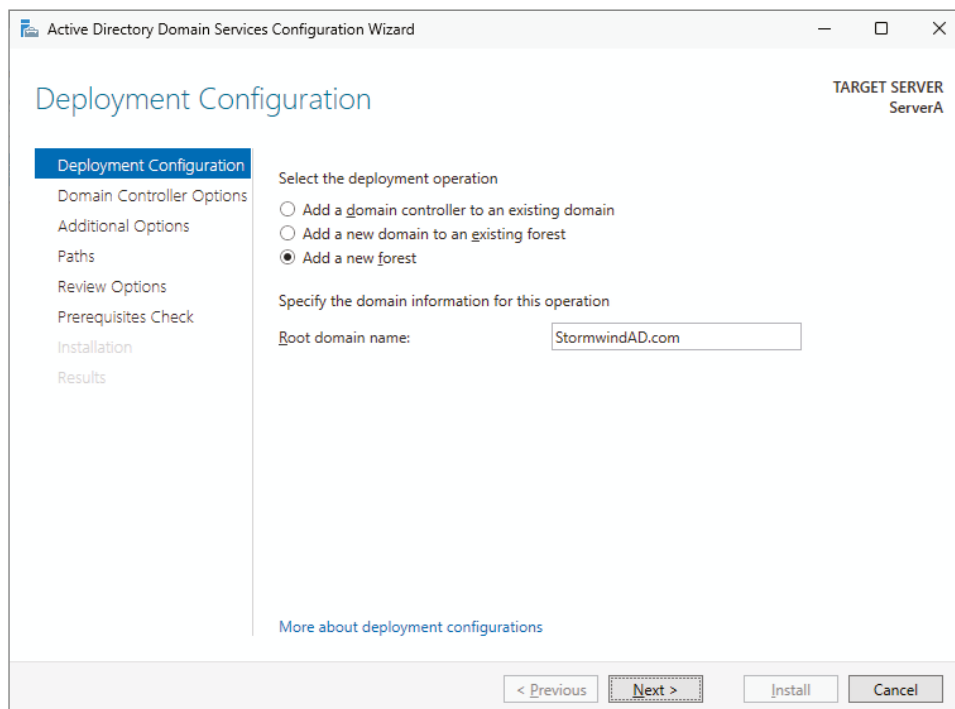 Active Directory Domain Services Configuration Wizard
Deployment Configuration
TARGET SERVER
ServerA
Deployment Configuration
Domain Controller Options
Additional Options
Paths
Review Options
Prerequisites Check
Installation
Results
Select the deployment operation
Add a domain controller to an existing domain
Add a new domain to an existing forest
Add a new forest
Specify the domain information for this operation
Root domain name: StormwindAD.com
More about deployment configurations
< Previous Next > Install Cancel